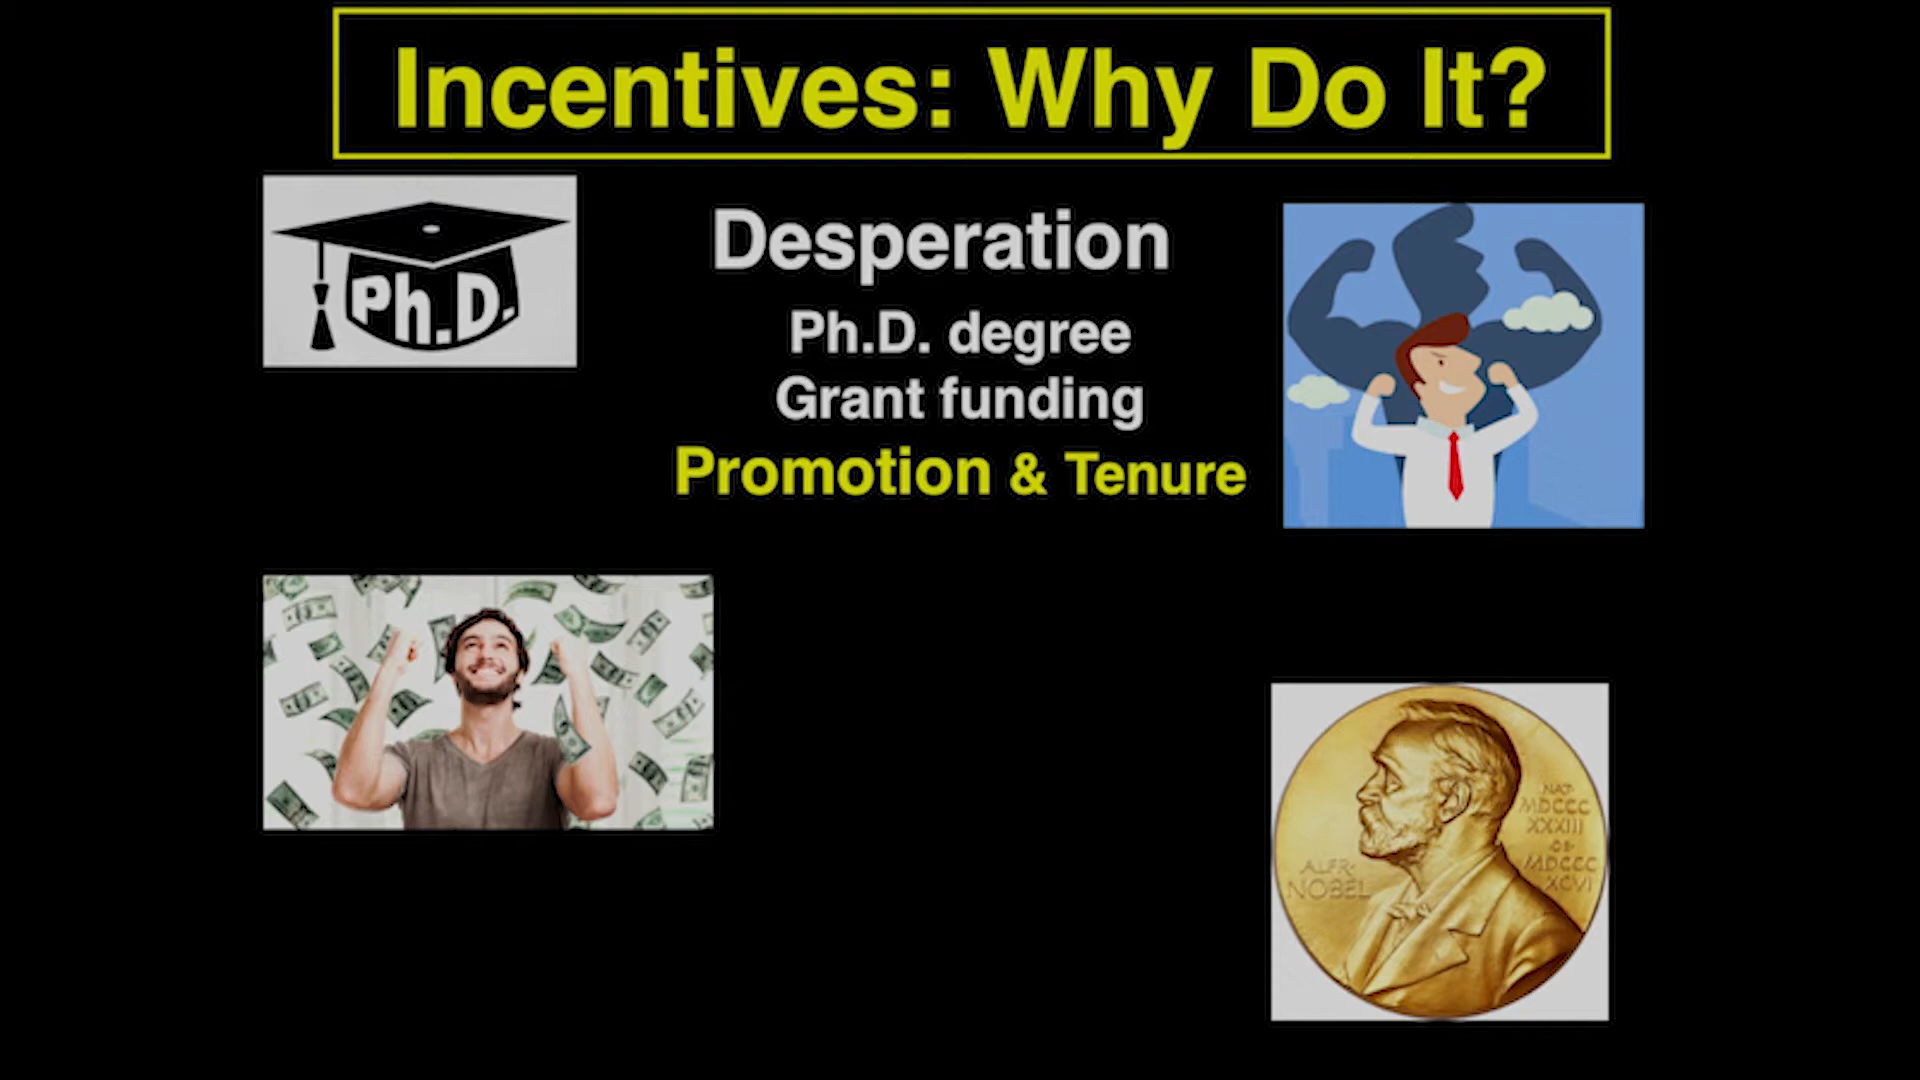 Incentives: Why Do It?
Ph.D.
Desperation
Ph.D. degree
Grant funding
Promotion & Tenure
ALFR·
NOBEL
NAT·
MDCCC
XXXIII
·OB·
MDCCC
XCVI